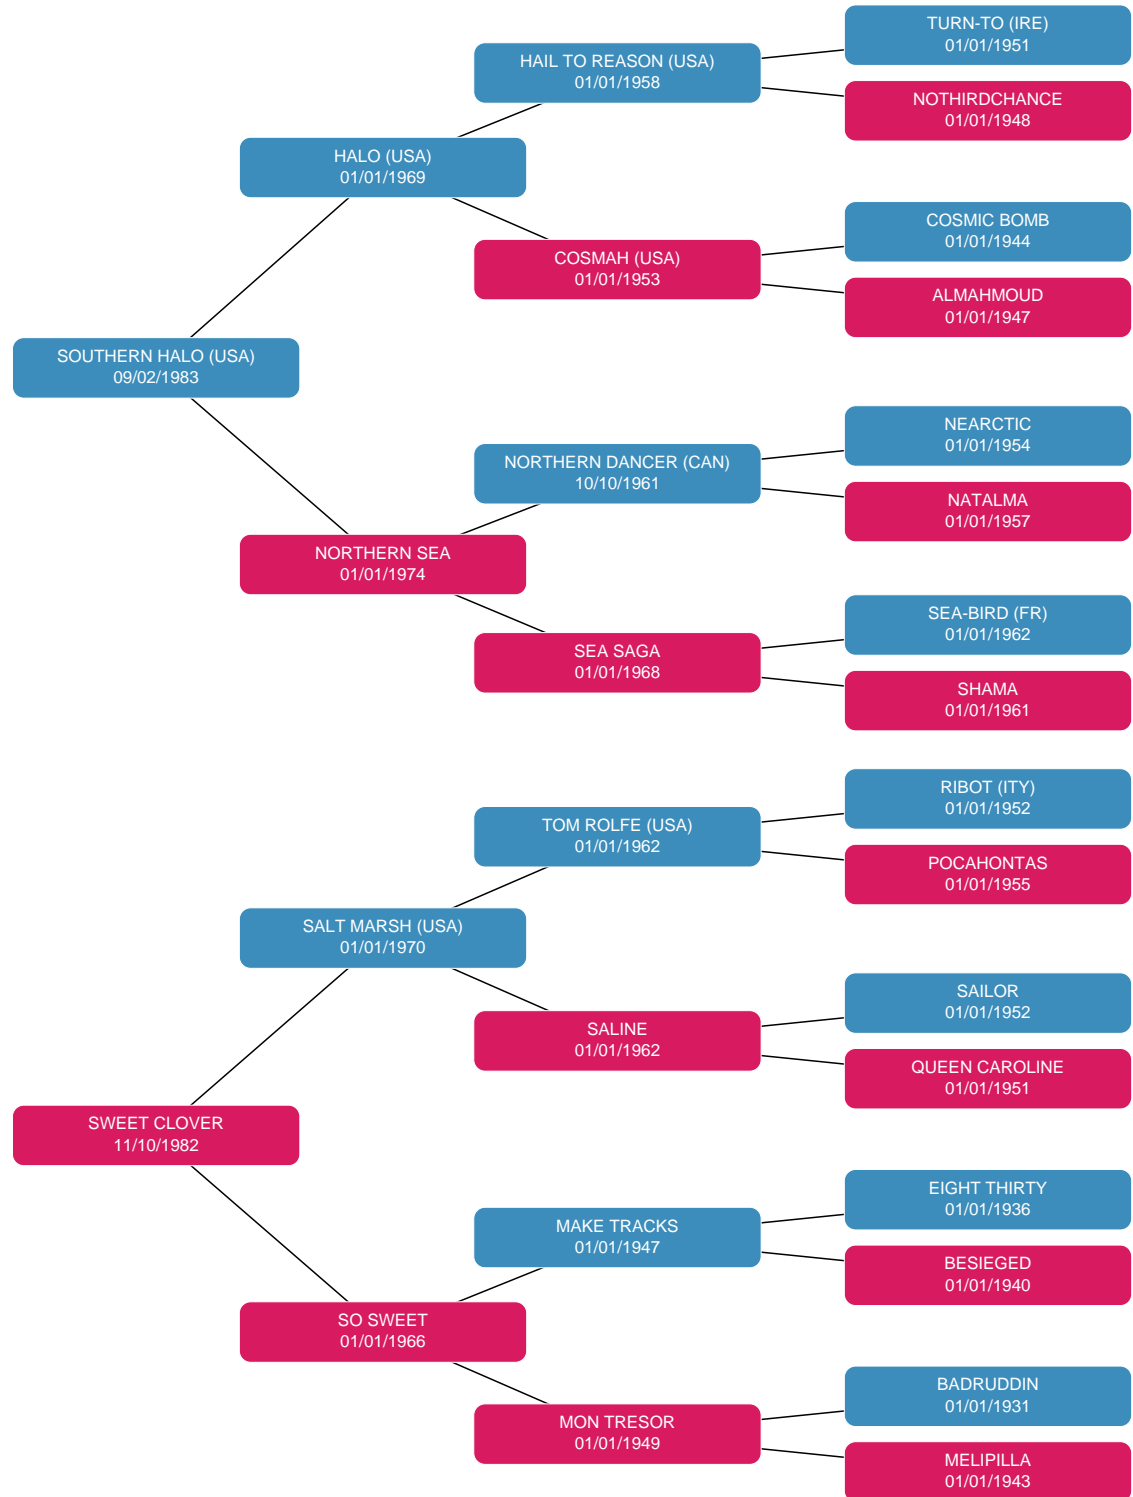 TURN-TO (IRE)
01/01/1951
HAIL TO REASON (USA)
01/01/1958
NOTHIRDCHANCE
01/01/1948
HALO (USA)
01/01/1969
COSMIC BOMB
01/01/1944
COSMAH (USA)
01/01/1953
ALMAHMOUD
01/01/1947
SOUTHERN HALO (USA)
09/02/1983
NEARCTIC
01/01/1954
NORTHERN DANCER (CAN)
10/10/1961
NATALMA
01/01/1957
NORTHERN SEA
01/01/1974
SEA-BIRD (FR)
01/01/1962
SEA SAGA
01/01/1968
SHAMA
01/01/1961
RIBOT (ITY)
01/01/1952
TOM ROLFE (USA)
01/01/1962
POCAHONTAS
01/01/1955
SALT MARSH (USA)
01/01/1970
SAILOR
01/01/1952
SALINE
01/01/1962
QUEEN CAROLINE
01/01/1951
SWEET CLOVER
11/10/1982
EIGHT THIRTY
01/01/1936
MAKE TRACKS
01/01/1947
BESIEGED
01/01/1940
SO SWEET
01/01/1966
BADRUDDIN
01/01/1931
MON TRESOR
01/01/1949
MELIPILLA
01/01/1943